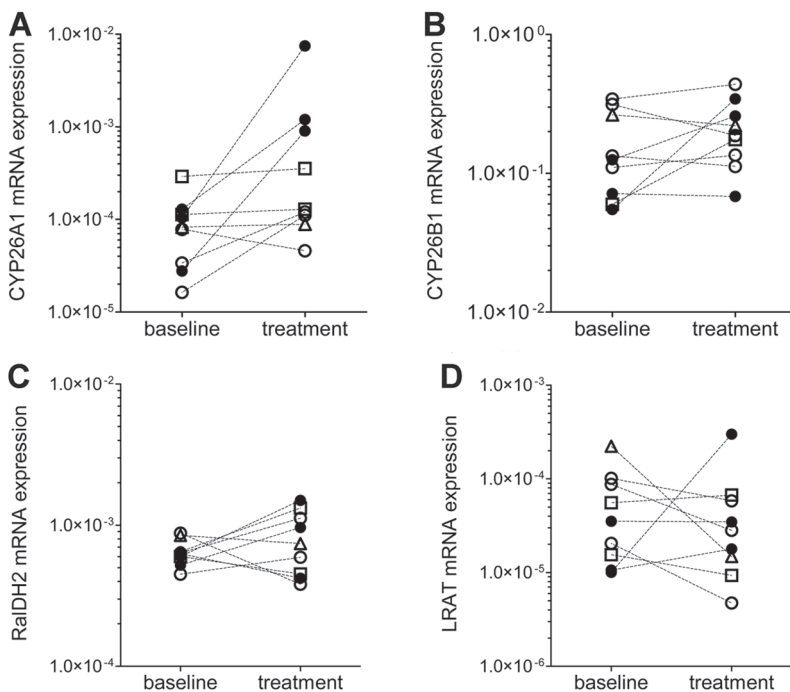 A
CYP26A1 mRNA expression
1.0×10⁻²
1.0×10⁻³
1.0×10⁻⁴
1.0×10⁻⁵
baseline treatment
B
CYP26B1 mRNA expression
1.0×10⁰
1.0×10⁻¹
1.0×10⁻²
baseline treatment
C
RalDH2 mRNA expression
1.0×10⁻²
1.0×10⁻³
1.0×10⁻⁴
baseline treatment
D
LRAT mRNA expression
1.0×10⁻³
1.0×10⁻⁴
1.0×10⁻⁵
1.0×10⁻⁶
baseline treatment